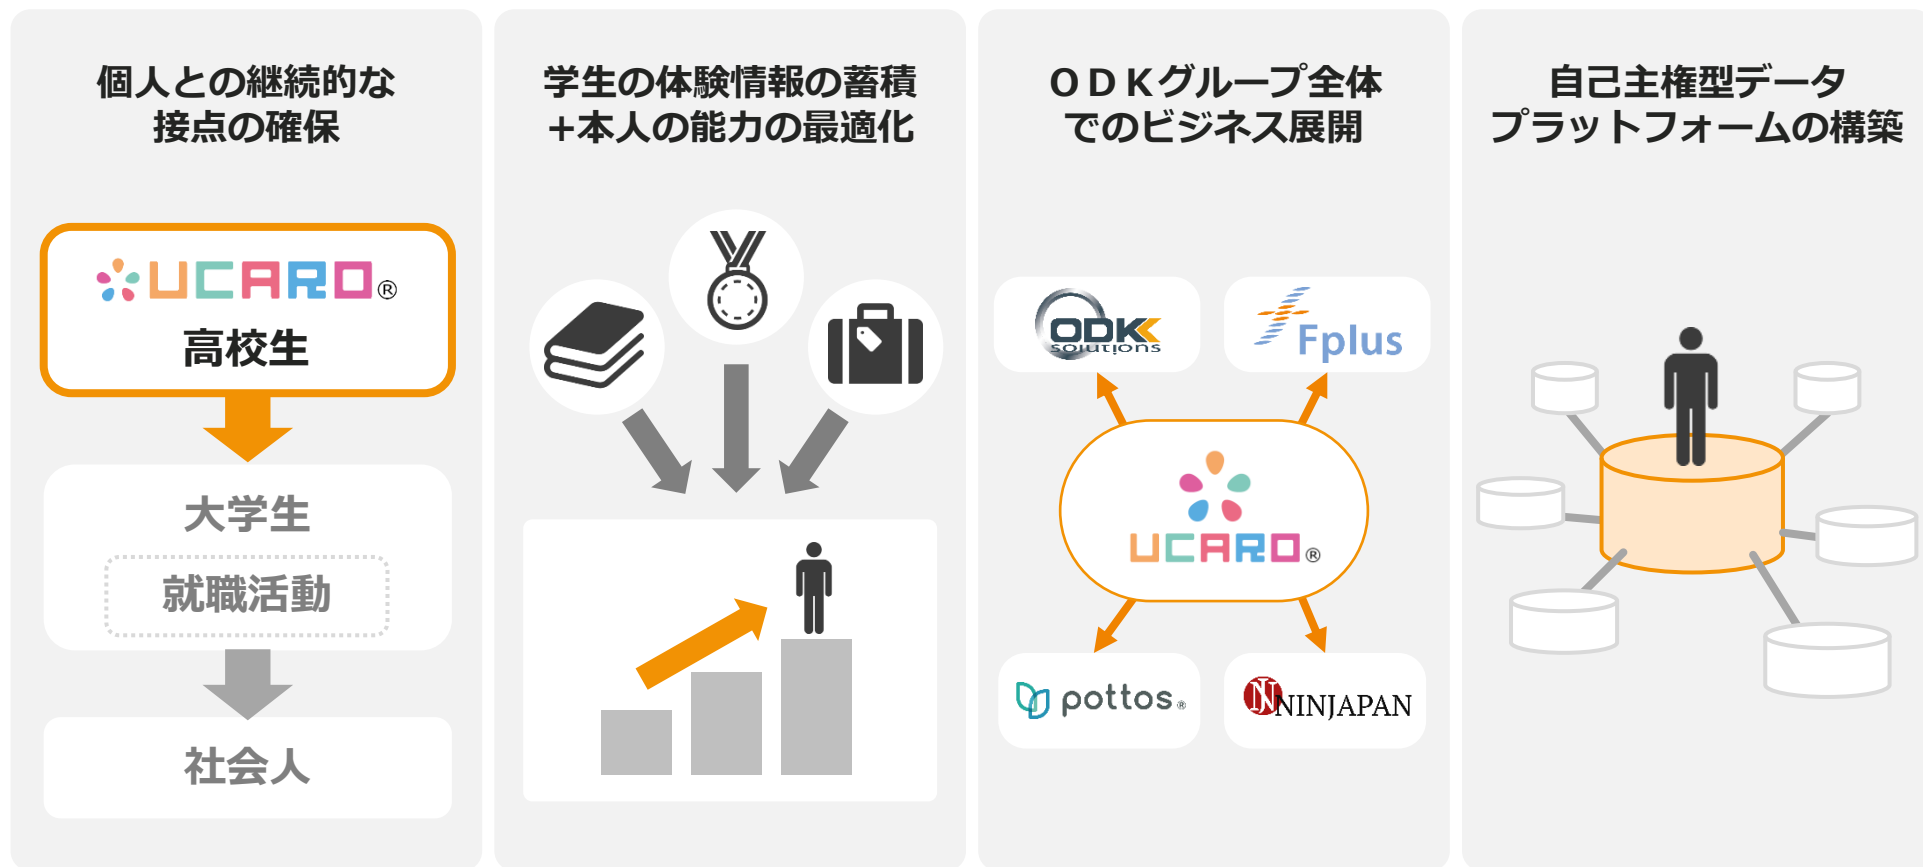 個人との継続的な
接点の確保
UCARO®
高校生
大学生
就職活動
社会人
学生の体験情報の蓄積
+本人の能力の最適化
ＯＤＫグループ全体
でのビジネス展開
ODK
solutions
Fplus
UCARO®
pottos®
NJ
NINJAPAN
自己主権型データ
プラットフォームの構築